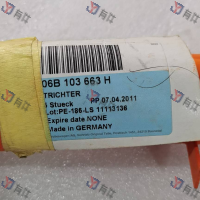 06B 103 663 H
TRICHTER
Stueck PP 07.04.2011
Lot:PE-186-LS 11113136
Expire date NONE
Made in GERMANY